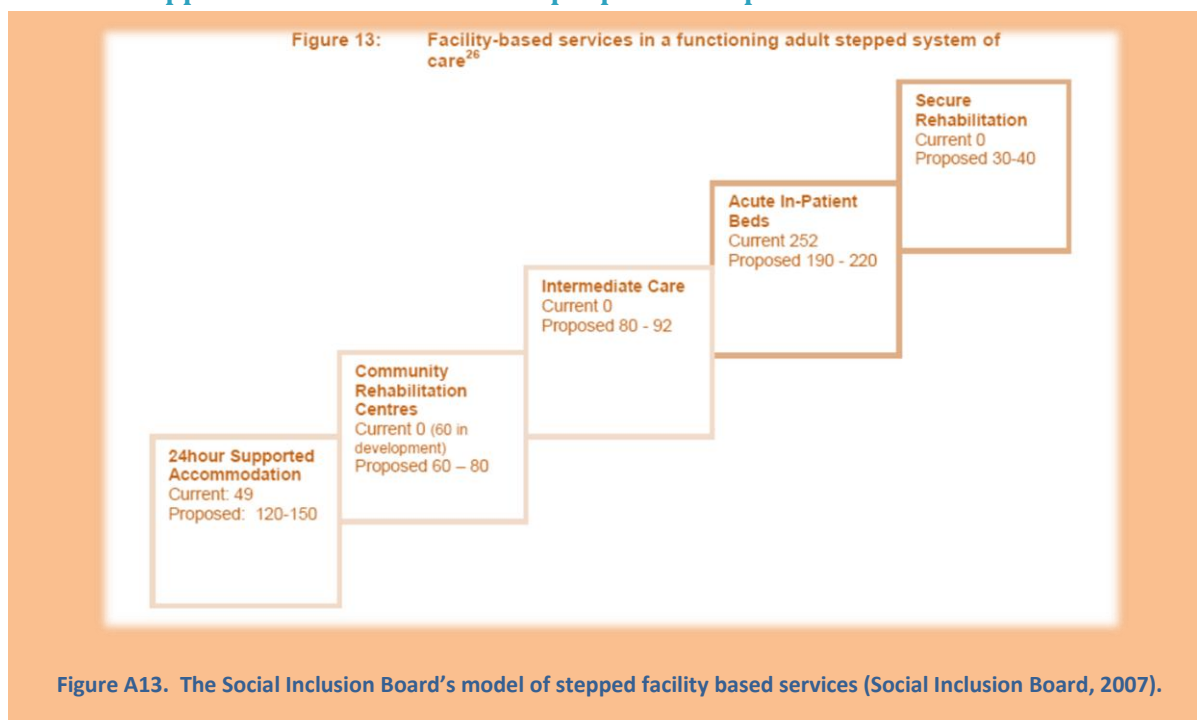 Figure 13: Facility-based services in a functioning adult stepped system of
care26
Secure
Rehabilitation
Current 0
Proposed 30-40
Acute In-Patient
Beds
Current 252
Proposed 190 - 220
Intermediate Care
Current 0
Proposed 80 - 92
Community
Rehabilitation
Centres
Current 0 (60 in
development)
Proposed 60 – 80
24hour Supported
Accommodation
Current: 49
Proposed: 120-150
Figure A13. The Social Inclusion Board’s model of stepped facility based services (Social Inclusion Board, 2007).